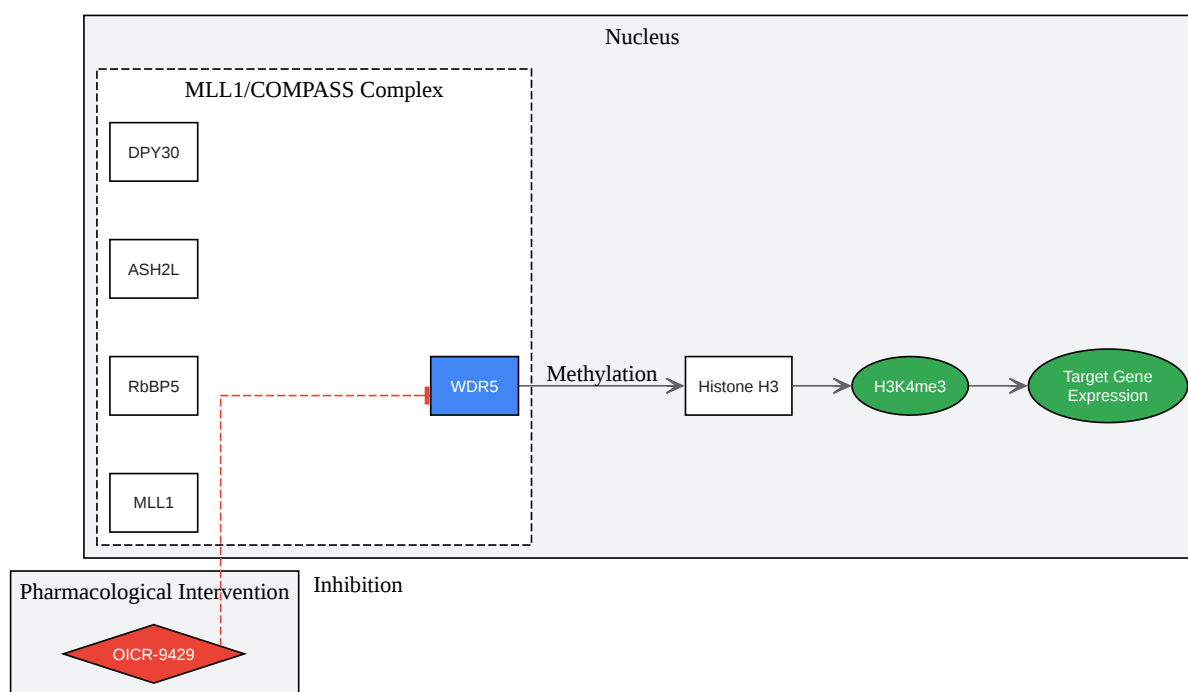 Nucleus
MLL1/COMPASS Complex
DPY30
ASH2L
RbBP5
WDR5
Methylation
Histone H3
H3K4me3
Target Gene
Expression
MLL1
Pharmacological Intervention
Inhibition
OICR-9429